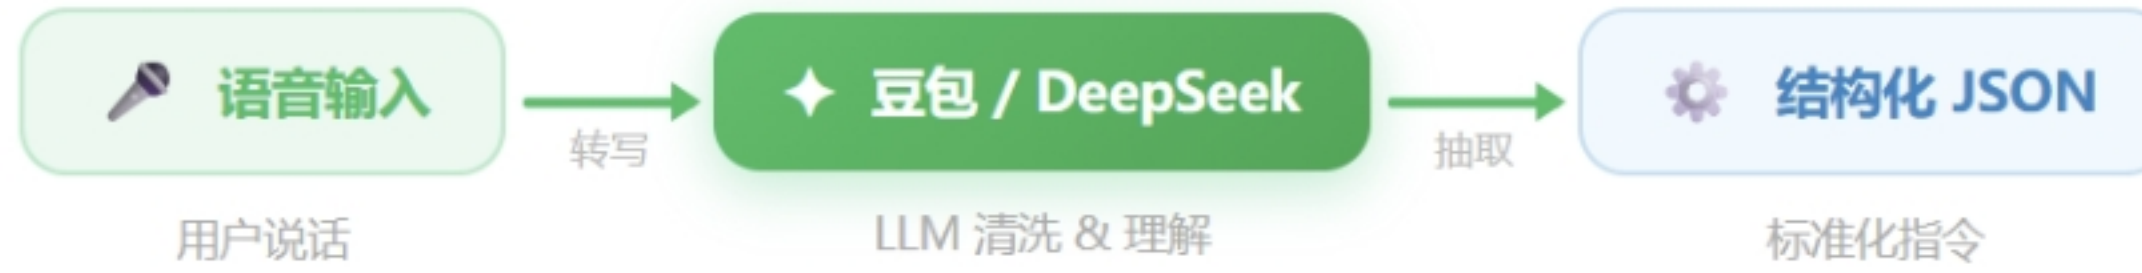 语音输入
转写
豆包 / DeepSeek
抽取
结构化 JSON
用户说话
LLM 清洗 & 理解
标准化指令